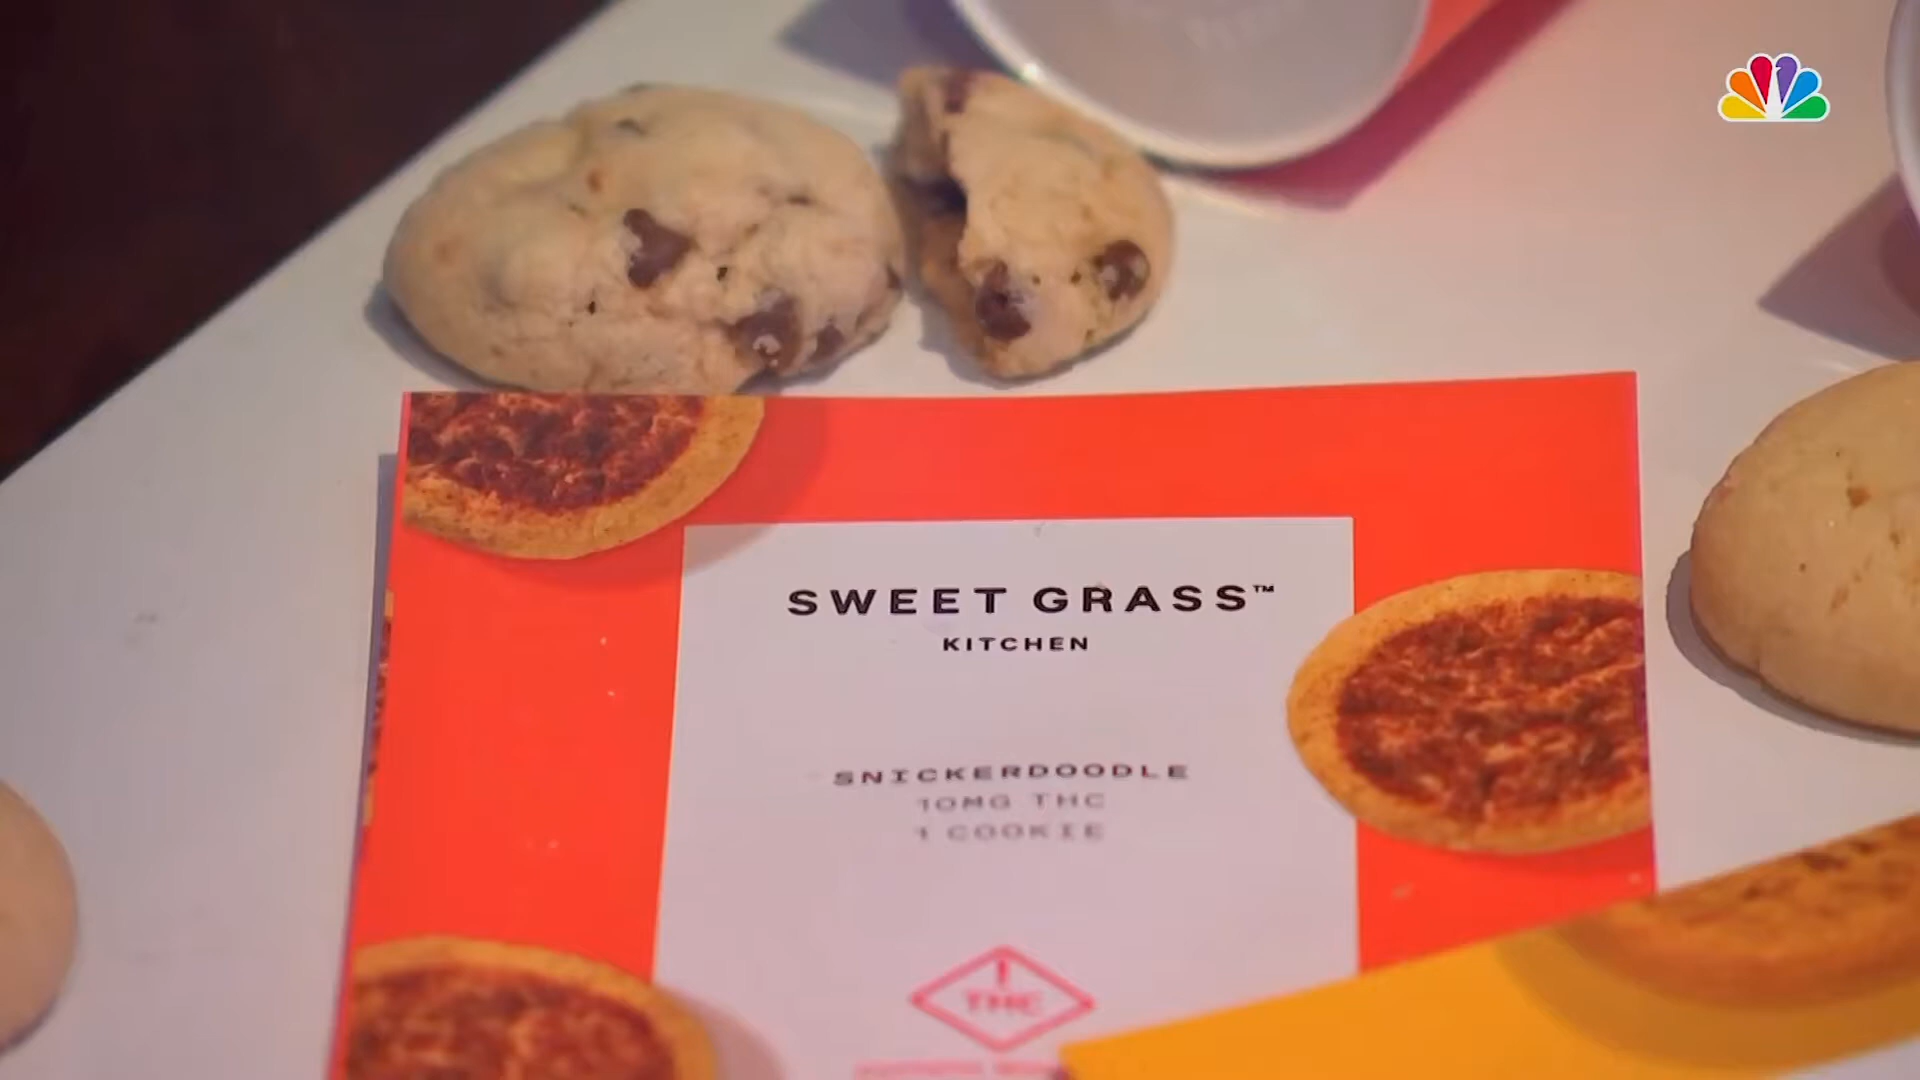 SWEET GRASS™
KITCHEN
SNICKERDOODLE
10MG THC
1 COOKIE
!
THC